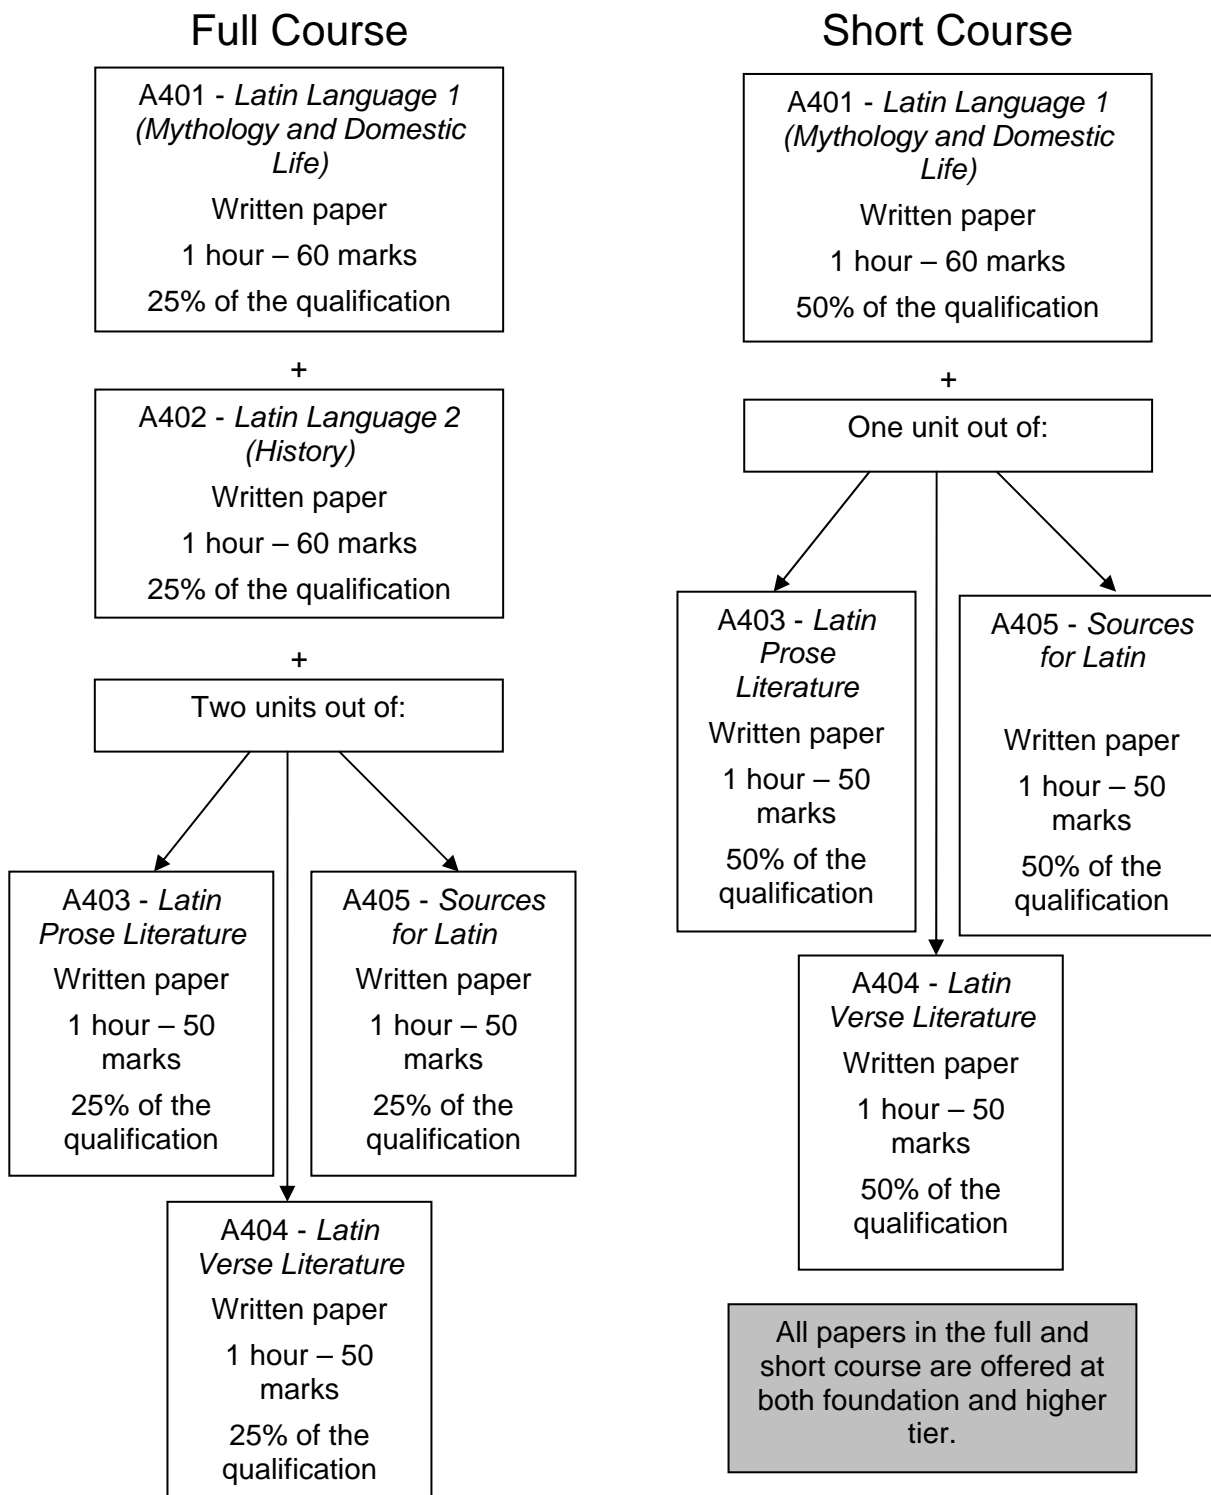 Full Course
A401 - Latin Language 1
(Mythology and Domestic
Life)
Written paper
1 hour – 60 marks
25% of the qualification
+
A402 - Latin Language 2
(History)
Written paper
1 hour – 60 marks
25% of the qualification
+
Two units out of:
A403 - Latin
Prose Literature
Written paper
1 hour – 50
marks
25% of the
qualification
A405 - Sources
for Latin
Written paper
1 hour – 50
marks
25% of the
qualification
A404 - Latin
Verse Literature
Written paper
1 hour – 50
marks
25% of the
qualification
Short Course
A401 - Latin Language 1
(Mythology and Domestic
Life)
Written paper
1 hour – 60 marks
50% of the qualification
+
One unit out of:
A403 - Latin
Prose
Literature
Written paper
1 hour – 50
marks
50% of the
qualification
A405 - Sources
for Latin
Written paper
1 hour – 50
marks
50% of the
qualification
A404 - Latin
Verse Literature
Written paper
1 hour – 50
marks
50% of the
qualification
All papers in the full and
short course are offered at
both foundation and higher
tier.